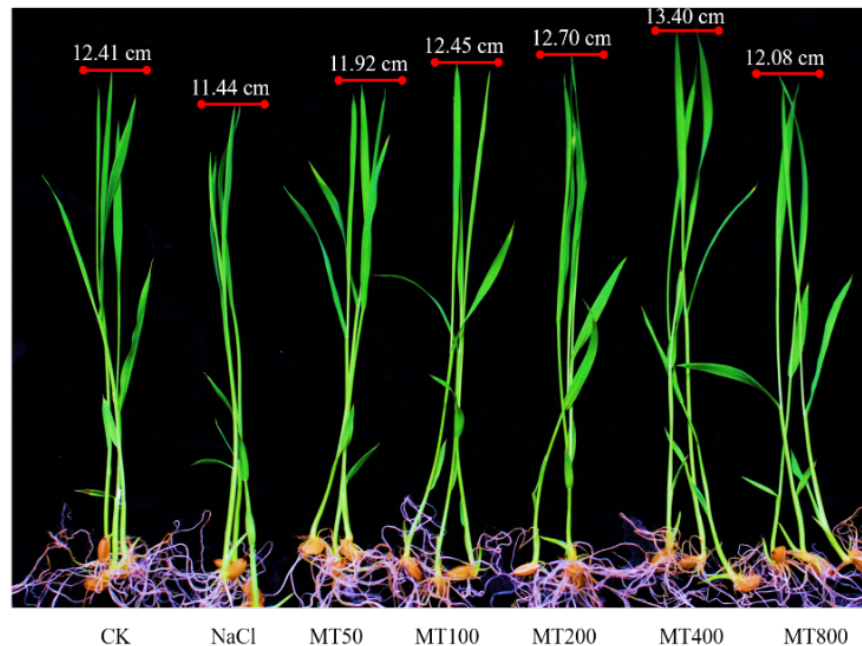 12.41 cm
11.44 cm
11.92 cm
12.45 cm
12.70 cm
13.40 cm
12.08 cm
CK NaCl MT50 MT100 MT200 MT400 MT800